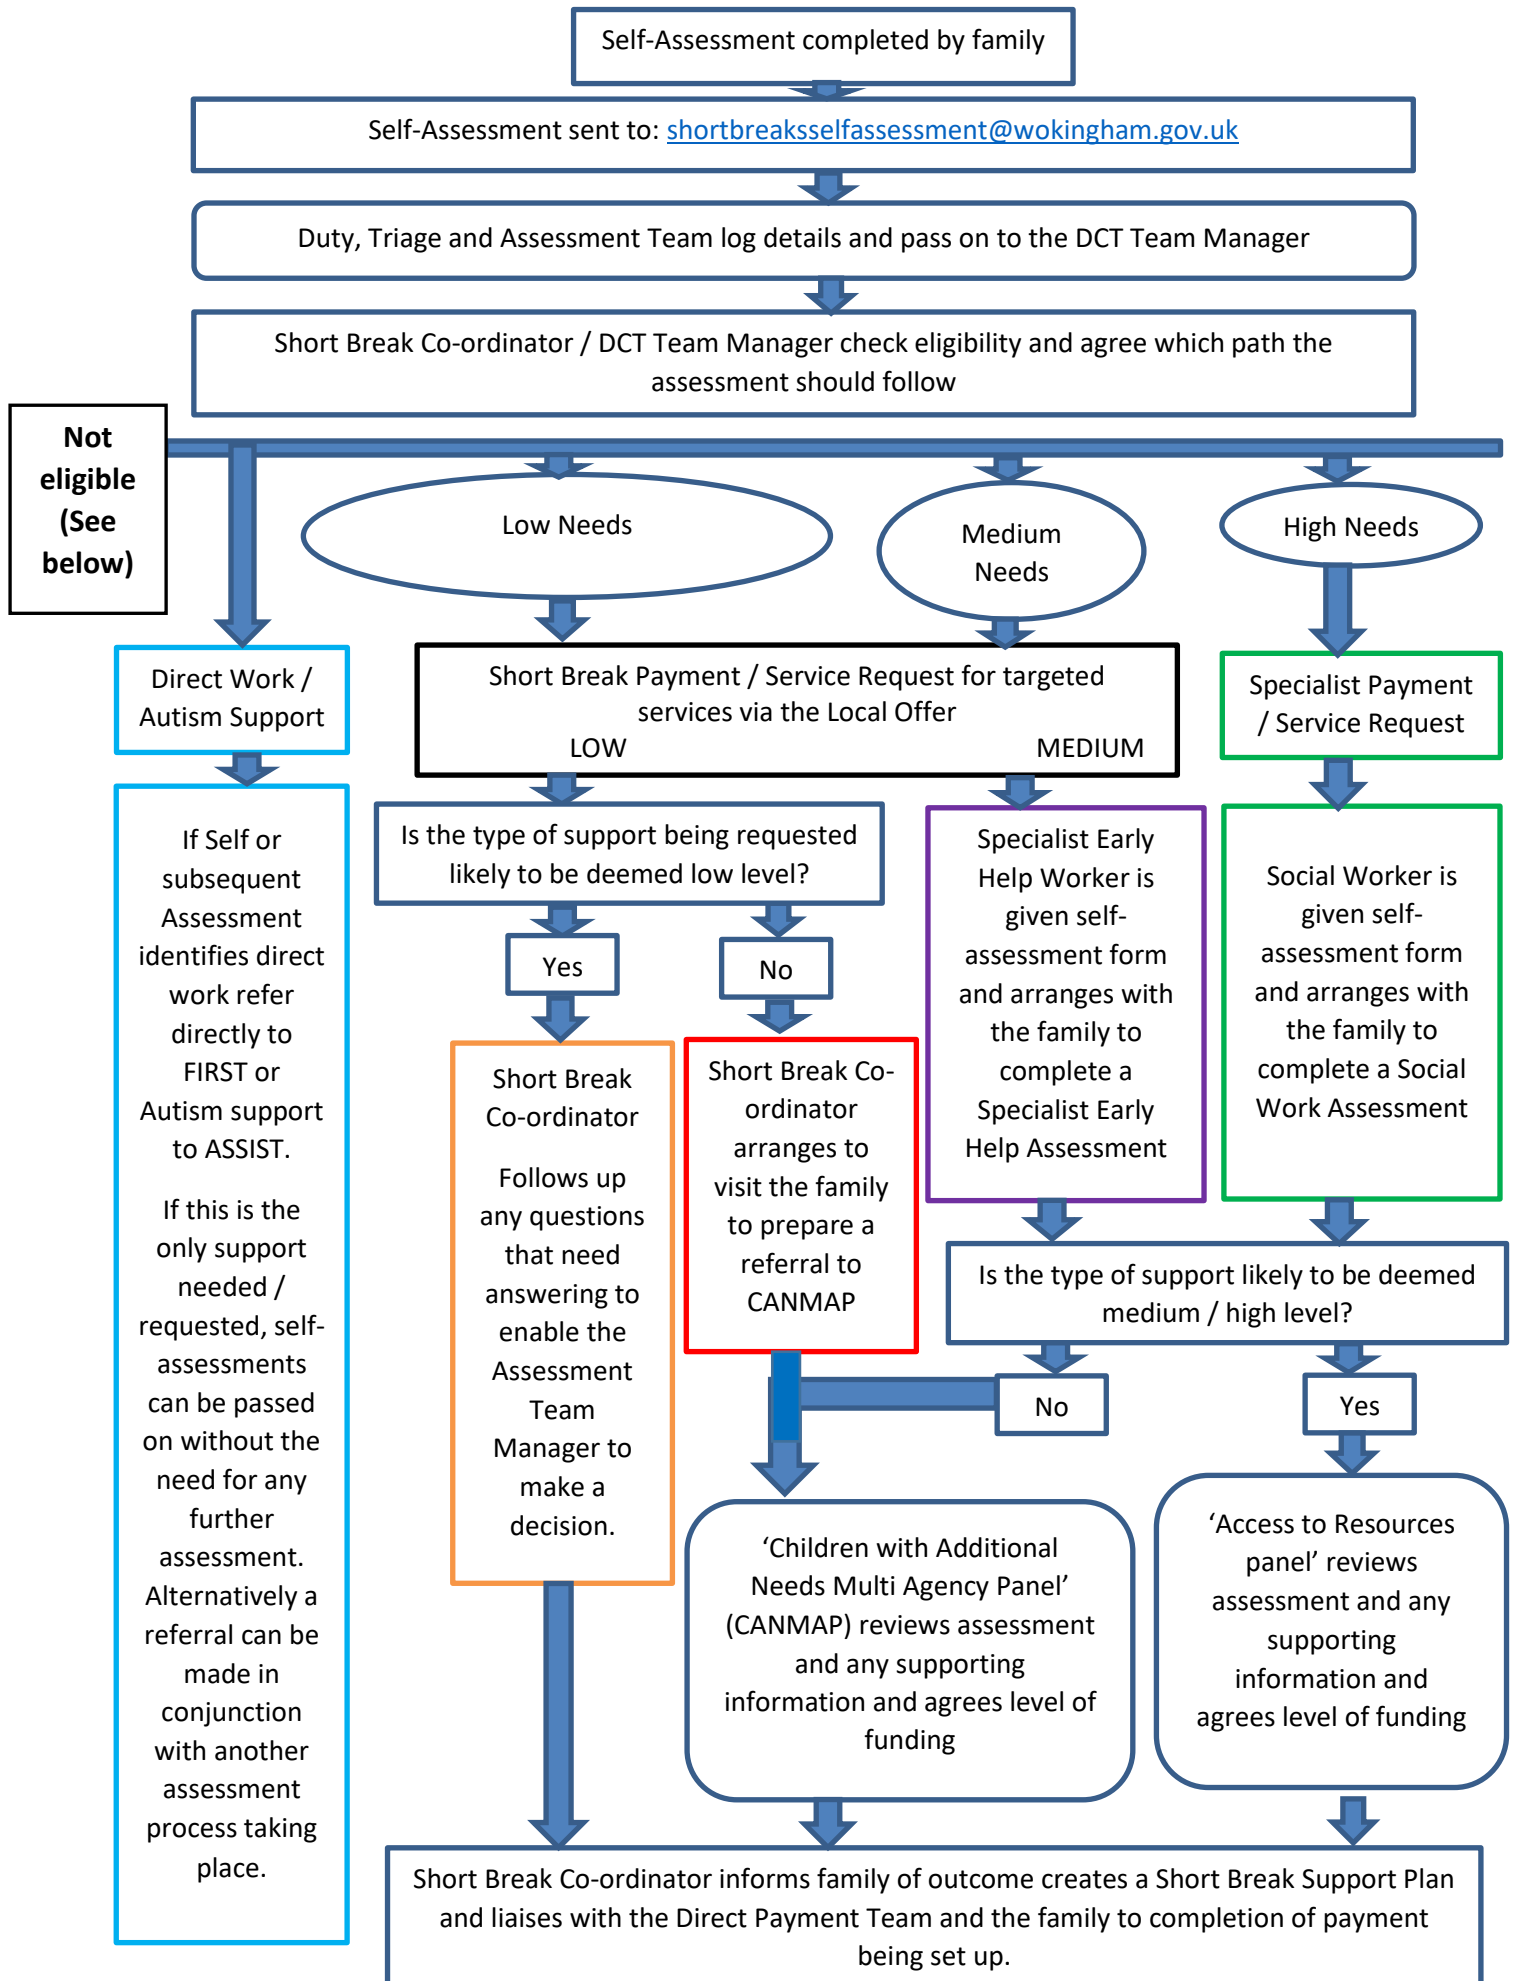 Self-Assessment completed by family
Self-Assessment sent to: shortbreaksselfassessment@wokingham.gov.uk
Duty, Triage and Assessment Team log details and pass on to the DCT Team Manager
Short Break Co-ordinator / DCT Team Manager check eligibility and agree which path the
assessment should follow
Not
eligible
(See
below)
Low Needs
Medium
Needs
High Needs
Direct Work /
Autism Support
Short Break Payment / Service Request for targeted
services via the Local Offer
LOW MEDIUM
Specialist Payment
/ Service Request
If Self or
subsequent
Assessment
identifies direct
work refer
directly to
FIRST or
Autism support
to ASSIST.
If this is the
only support
needed /
requested, self-
assessments
can be passed
on without the
need for any
further
assessment.
Alternatively a
referral can be
made in
conjunction
with another
assessment
process taking
place.
Is the type of support being requested
likely to be deemed low level?
Yes
No
Short Break
Co-ordinator
Follows up
any questions
that need
answering to
enable the
Assessment
Team
Manager to
make a
decision.
Short Break Co-
ordinator
arranges to
visit the family
to prepare a
referral to
CANMAP
Specialist Early
Help Worker is
given self-
assessment form
and arranges with
the family to
complete a
Specialist Early
Help Assessment
Social Worker is
given self-
assessment form
and arranges with
the family to
complete a Social
Work Assessment
Is the type of support likely to be deemed
medium / high level?
No
Yes
‘Children with Additional
Needs Multi Agency Panel’
(CANMAP) reviews assessment
and any supporting
information and agrees level of
funding
‘Access to Resources
panel’ reviews
assessment and any
supporting
information and
agrees level of funding
Short Break Co-ordinator informs family of outcome creates a Short Break Support Plan
and liaises with the Direct Payment Team and the family to completion of payment
being set up.